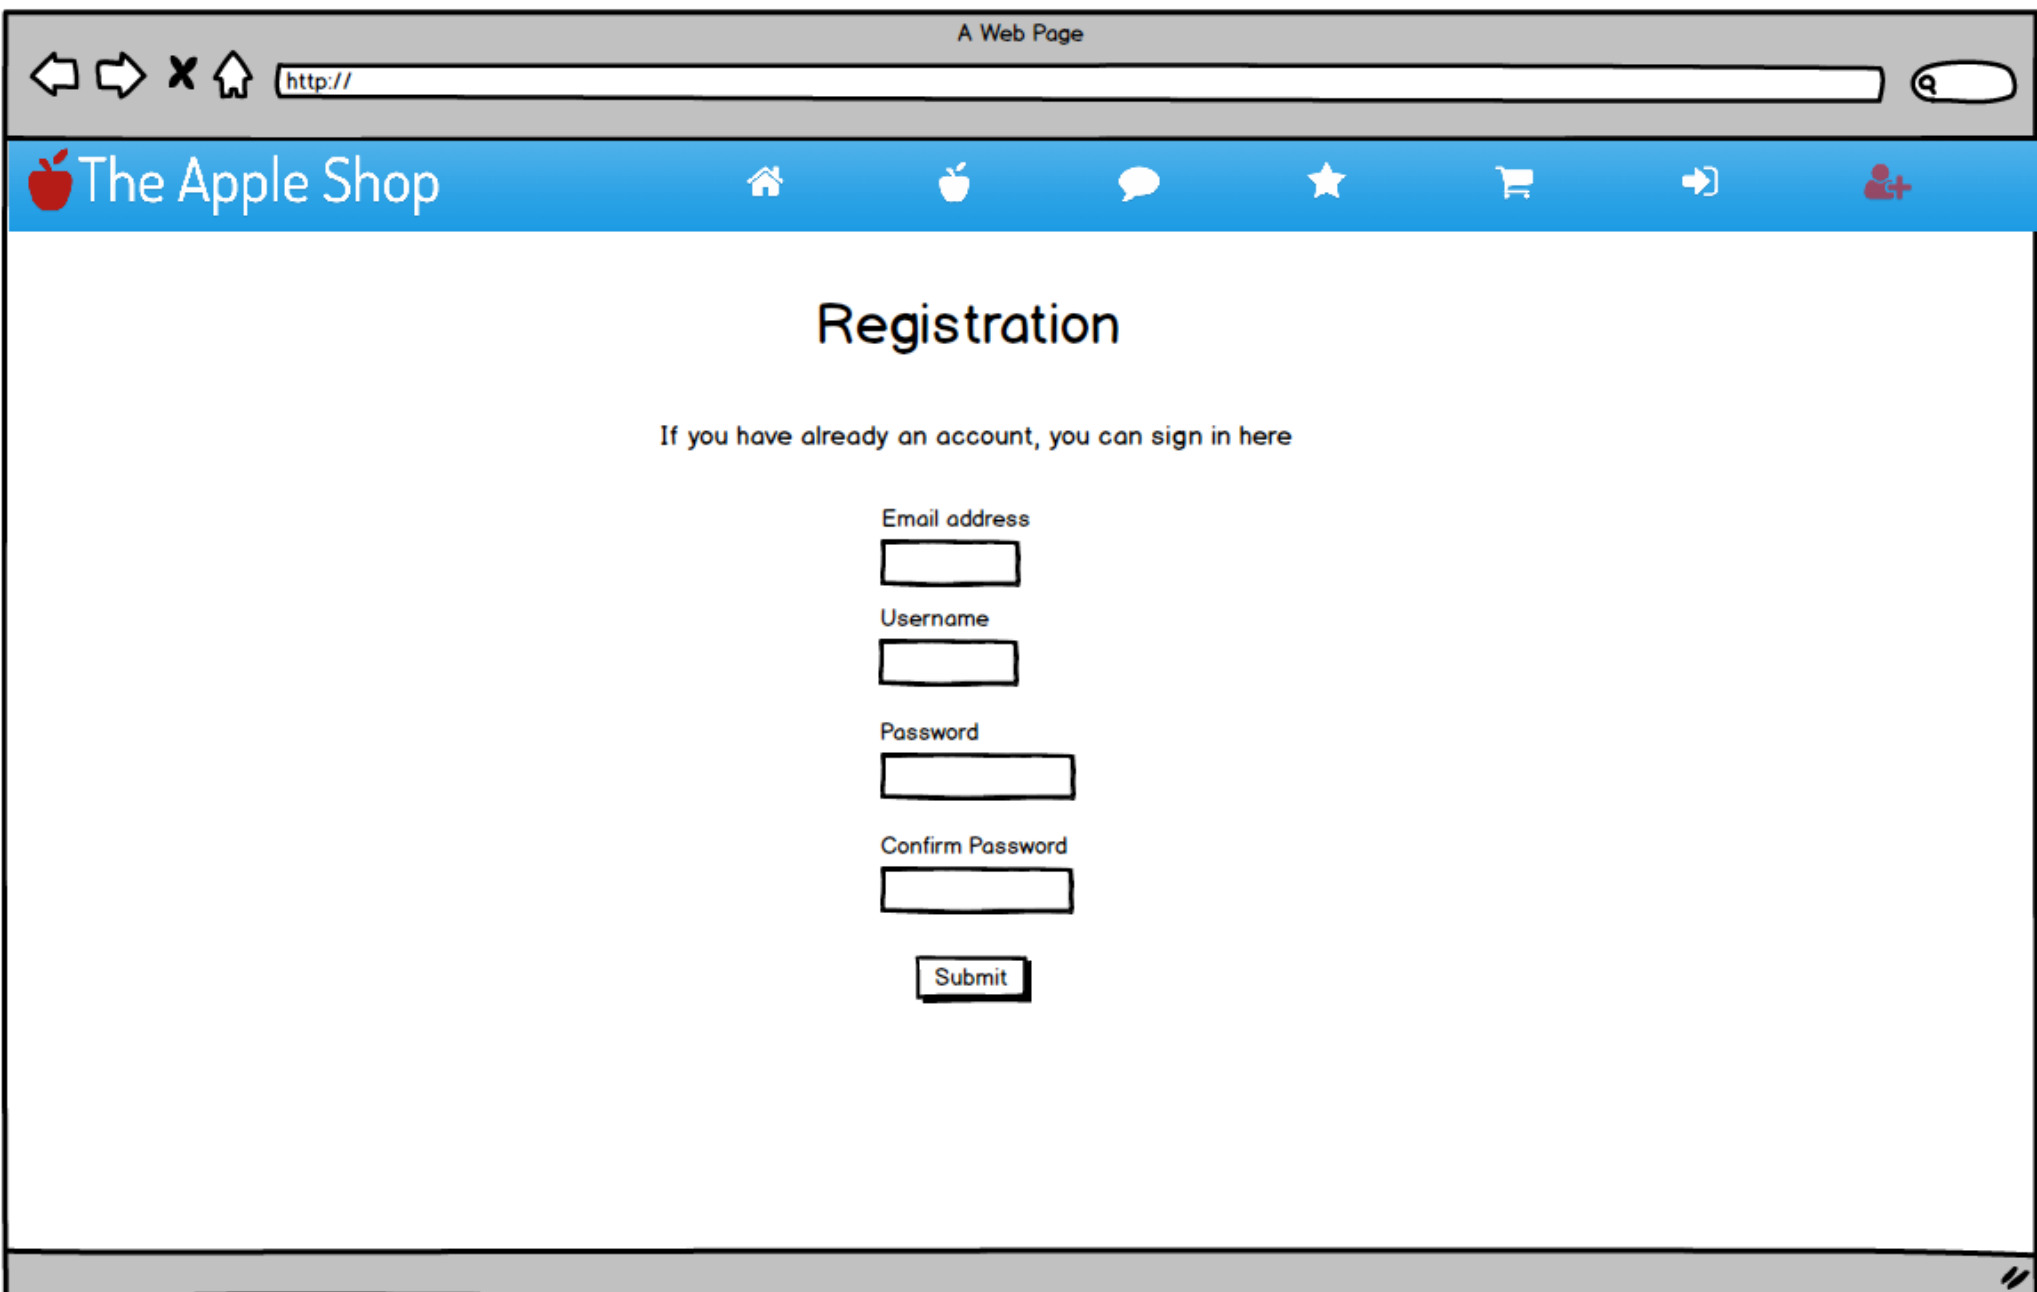 A Web Page
http://
The Apple Shop
Registration
If you have already an account, you can sign in here
Email address
Username
Password
Confirm Password
Submit